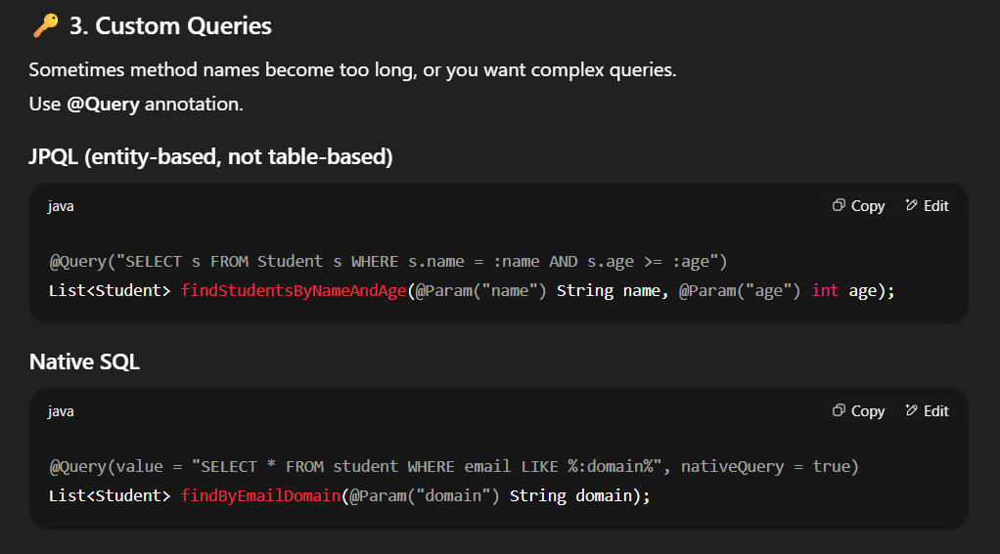 🔑 3. Custom Queries
Sometimes method names become too long, or you want complex queries.
Use @Query annotation.
JPQL (entity-based, not table-based)
java Copy Edit
@Query("SELECT s FROM Student s WHERE s.name = :name AND s.age >= :age")
List<Student> findStudentsByNameAndAge(@Param("name") String name, @Param("age") int age);
Native SQL
java Copy Edit
@Query(value = "SELECT * FROM student WHERE email LIKE %:domain%", nativeQuery = true)
List<Student> findByEmailDomain(@Param("domain") String domain);